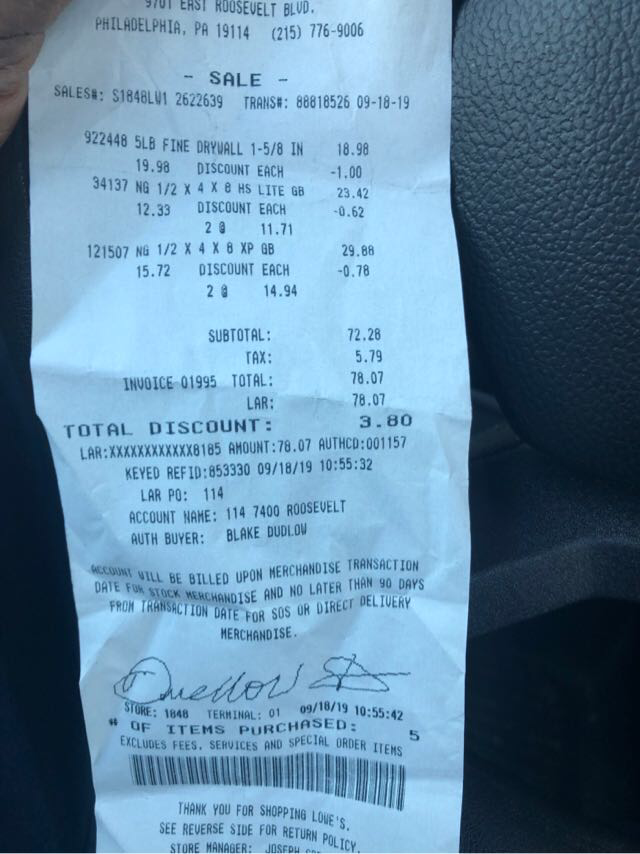 9701 EAST ROOSEVELT BLVD.
PHILADELPHIA, PA 19114 (215) 776-9006
- SALE -
SALES#: S1848LW1 2622639 TRANS#: 88818526 09-18-19
922448 5LB FINE DRYWALL 1-5/8 IN 18.98
19.98 DISCOUNT EACH -1.00
34137 NG 1/2 X 4 X 8 HS LITE GB 23.42
12.33 DISCOUNT EACH -0.62
2 @ 11.71
121507 NG 1/2 X 4 X 8 XP GB 29.88
15.72 DISCOUNT EACH -0.78
2 @ 14.94
SUBTOTAL: 72.28
TAX: 5.79
INVOICE 01995 TOTAL: 78.07
LAR: 78.07
TOTAL DISCOUNT: 3.80
LAR:XXXXXXXXXXXX8185 AMOUNT:78.07 AUTHCD:001157
KEYED REFID:853330 09/18/19 10:55:32
LAR PO: 114
ACCOUNT NAME: 114 7400 ROOSEVELT
AUTH BUYER: BLAKE DUDLOW
ACCOUNT WILL BE BILLED UPON MERCHANDISE TRANSACTION
DATE FOR STOCK MERCHANDISE AND NO LATER THAN 90 DAYS
FROM TRANSACTION DATE FOR SOS OR DIRECT DELIVERY
MERCHANDISE.
STORE: 1848 TERMINAL: 01 09/18/19 10:55:42
# OF ITEMS PURCHASED: 5
EXCLUDES FEES, SERVICES AND SPECIAL ORDER ITEMS
THANK YOU FOR SHOPPING LOWE'S.
SEE REVERSE SIDE FOR RETURN POLICY.
STORE MANAGER: JOSEPH